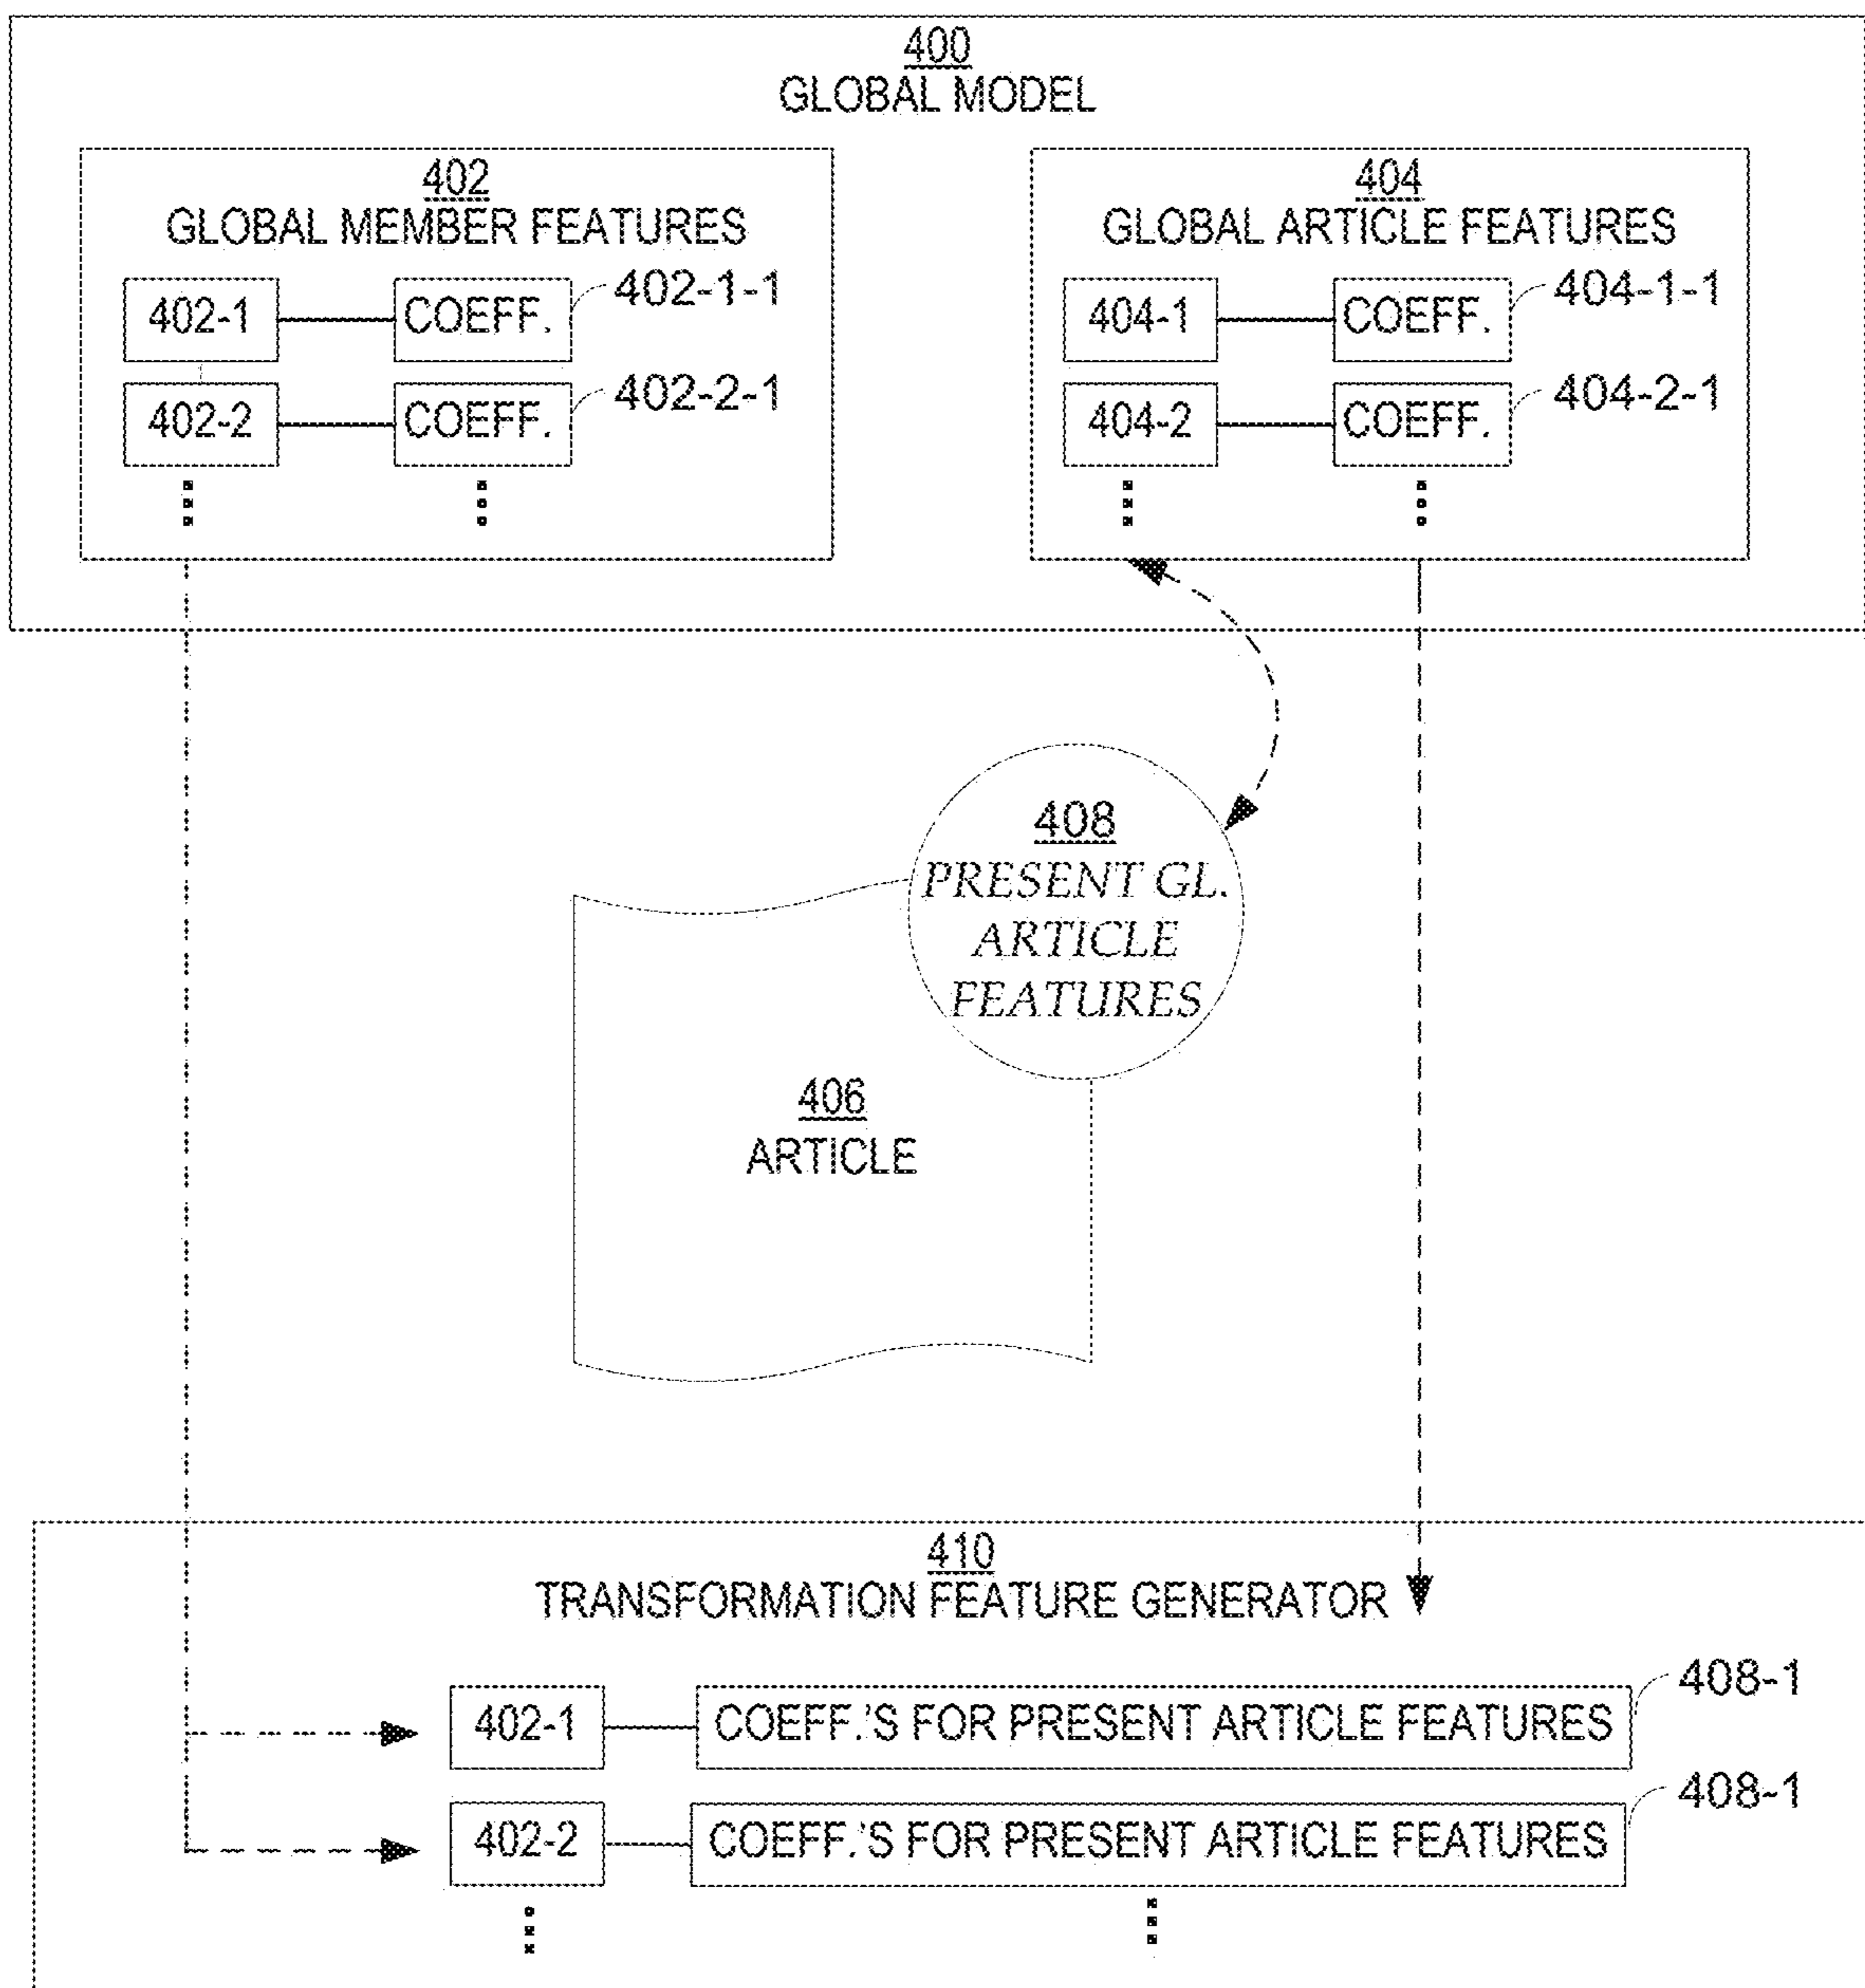 400
GLOBAL MODEL
402
GLOBAL MEMBER FEATURES
402-1
COEFF.
402-1-1
402-2
COEFF.
402-2-1
404
GLOBAL ARTICLE FEATURES
404-1
COEFF.
404-1-1
404-2
COEFF.
404-2-1
408
PRESENT GL.
ARTICLE
FEATURES
406
ARTICLE
410
TRANSFORMATION FEATURE GENERATOR
402-1
COEFF.'S FOR PRESENT ARTICLE FEATURES
408-1
402-2
COEFF.'S FOR PRESENT ARTICLE FEATURES
408-1